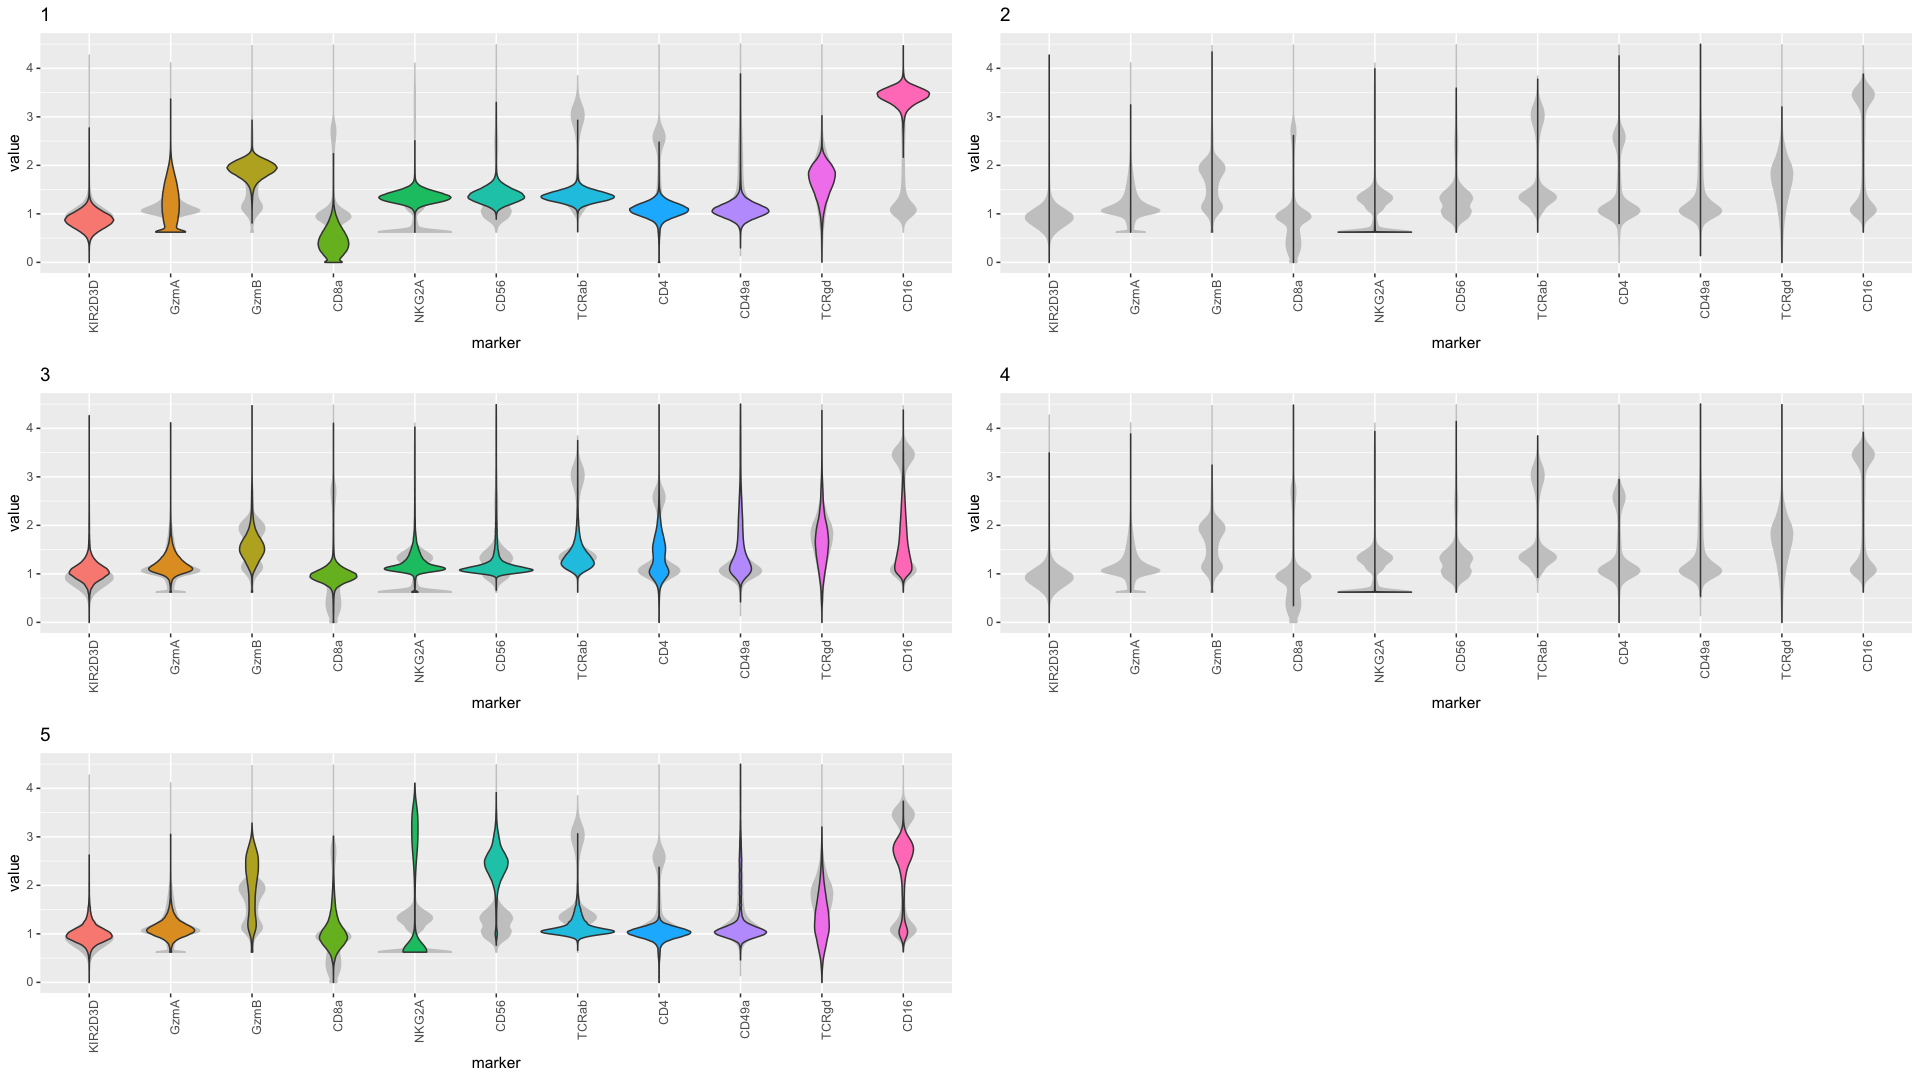 1
value
4
3
2
1
0
KIR2D3D GzmA GzmB CD8a NKG2A CD56 TCRab CD4 CD49a TCRgd CD16
marker
2
value
4
3
2
1
0
KIR2D3D GzmA GzmB CD8a NKG2A CD56 TCRab CD4 CD49a TCRgd CD16
marker
3
value
4
3
2
1
0
KIR2D3D GzmA GzmB CD8a NKG2A CD56 TCRab CD4 CD49a TCRgd CD16
marker
4
value
4
3
2
1
0
KIR2D3D GzmA GzmB CD8a NKG2A CD56 TCRab CD4 CD49a TCRgd CD16
marker
5
value
4
3
2
1
0
KIR2D3D GzmA GzmB CD8a NKG2A CD56 TCRab CD4 CD49a TCRgd CD16
marker